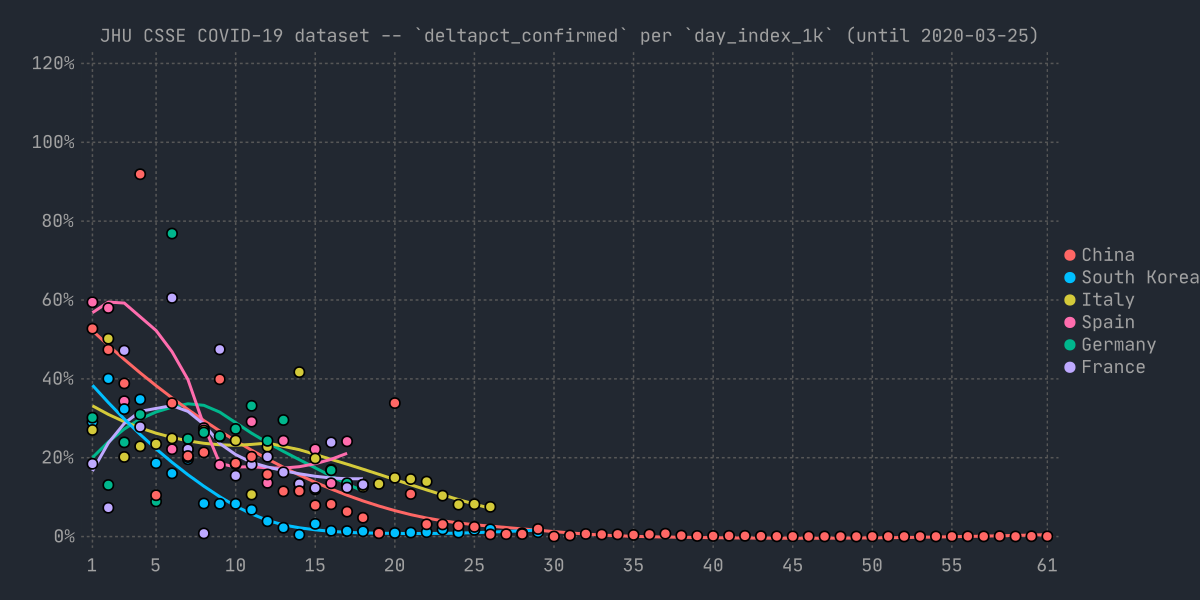 JHU CSSE COVID-19 dataset -- `deltapct_confirmed` per `day_index_1k` (until 2020-03-25)
120%
100%
80%
60%
40%
20%
0%
1 5 10 15 20 25 30 35 40 45 50 55 61
China
South Korea
Italy
Spain
Germany
France